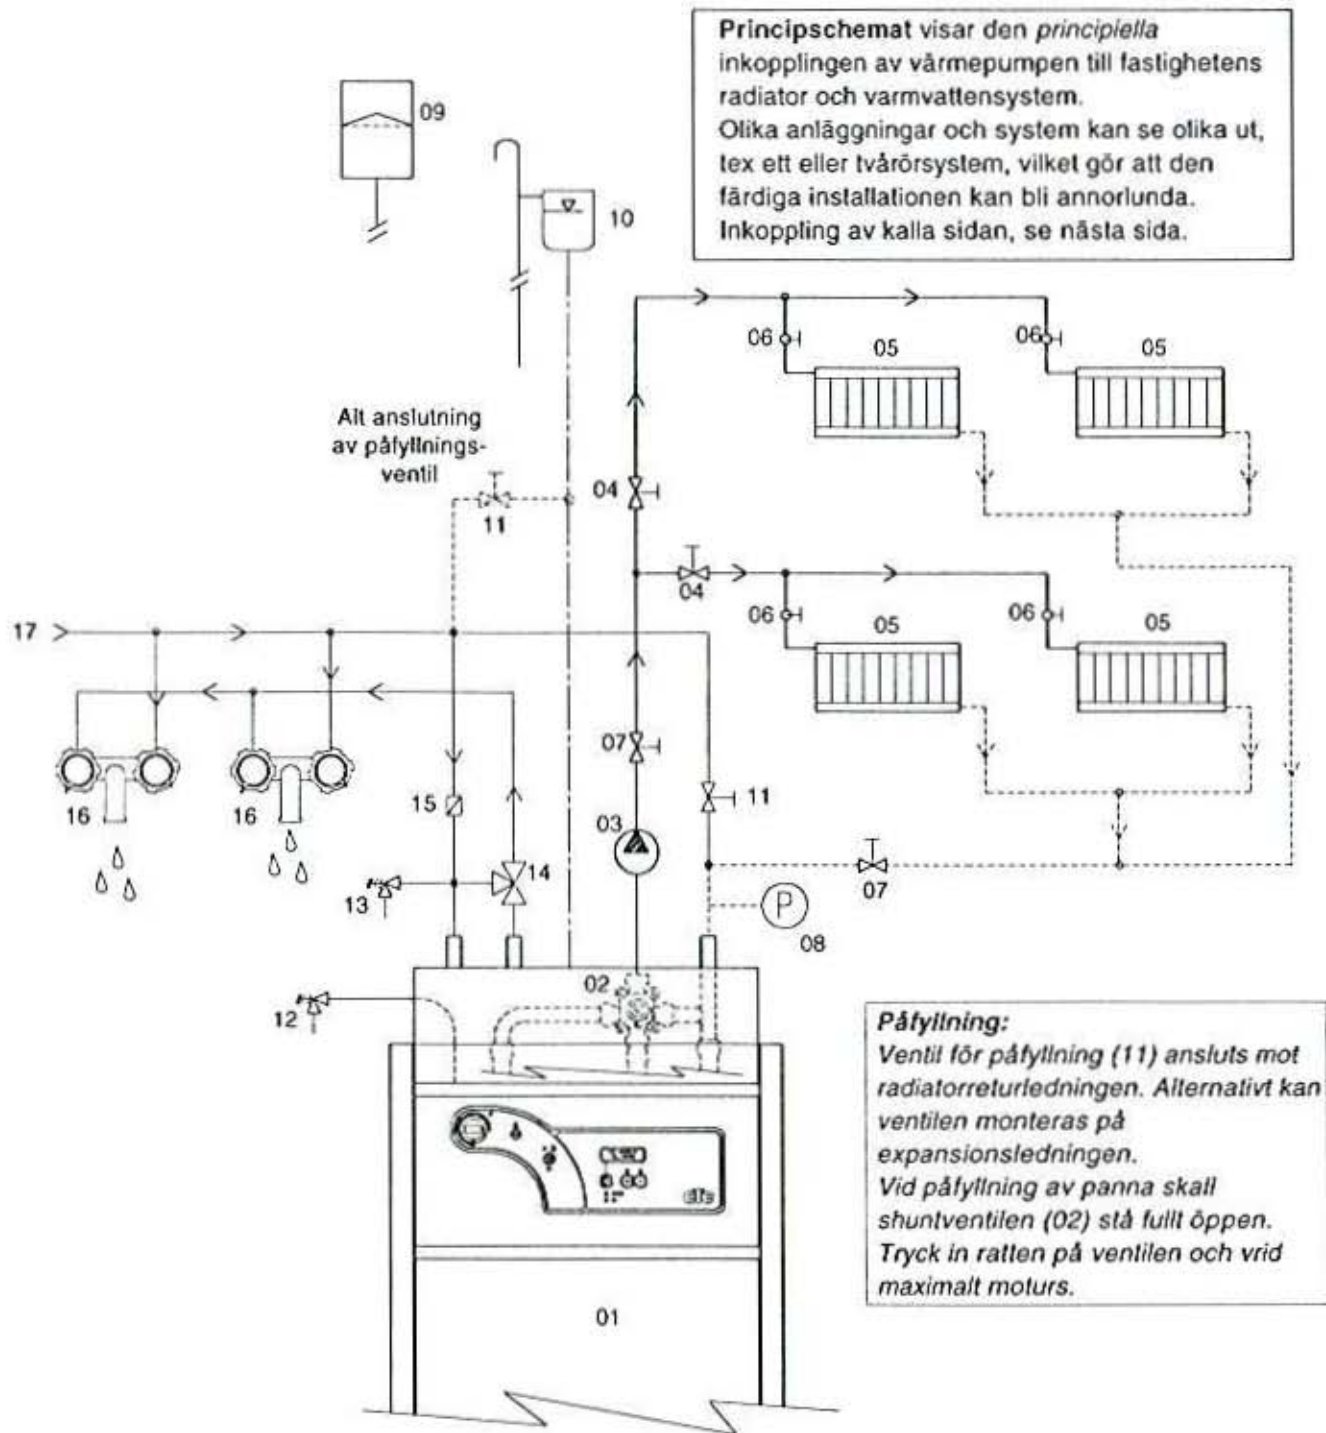 Principschemat visar den principiella
inkopplingen av värmepumpen till fastighetens
radiator och varmvattensystem.
Olika anläggningar och system kan se olika ut,
tex ett eller tvårörsystem, vilket gör att den
färdiga installationen kan bli annorlunda.
Inkoppling av kalla sidan, se nästa sida.
09
10
06
05
06
05
Alt anslutning
av påfyllnings-
ventil
04
11
04
06
05
06
05
17
07
11
16
16
15
03
14
13
07
P
08
02
12
Påfyllning:
Ventil för påfyllning (11) ansluts mot
radiatorreturledningen. Alternativt kan
ventilen monteras på
expansionsledningen.
Vid påfyllning av panna skall
shuntventilen (02) stå fullt öppen.
Tryck in ratten på ventilen och vrid
maximalt moturs.
ctc
01